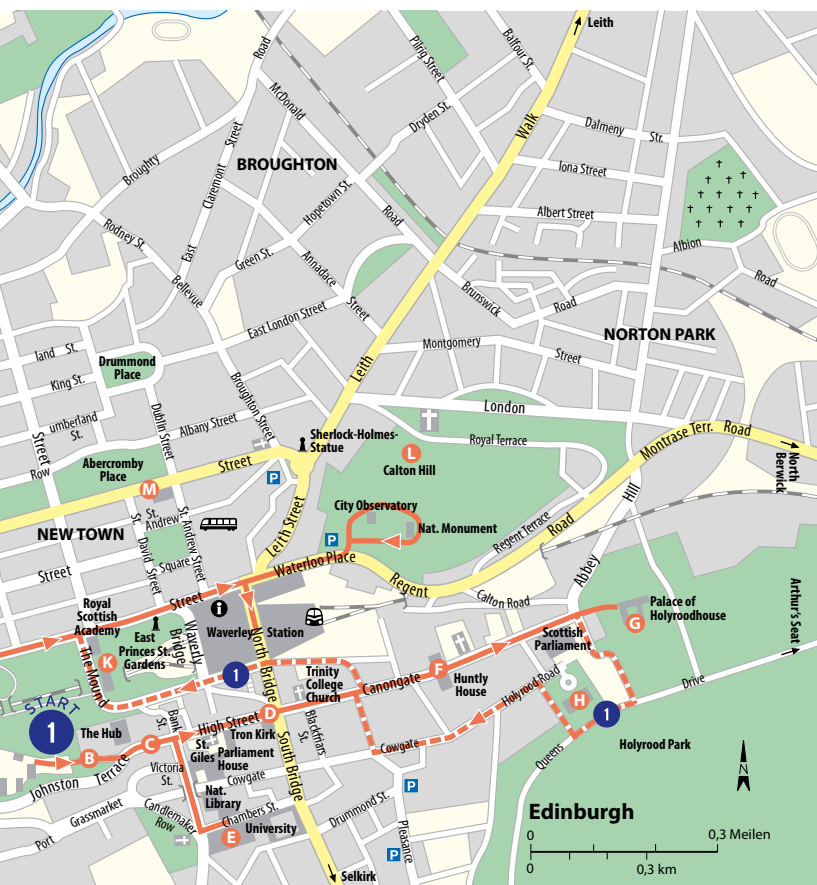 Leith
Road
Pilrig Street
Balfour St.
McDonald
Dryden St.
Walk
Dalmeny
Str.
BROUGHTON
Street
Broughty
Claremont
Iona Street
Hopetown St.
Road
Albert Street
Rodney St.
East
Green St.
Albion
Road
Bellevue
Annadace
Street
Brunswick
Road
East London Street
NORTON PARK
Montgomery
Street
land St.
Drummond
Place
King St.
Leith
Broughton Street
London
umberland
St.
Dublin Street
Albany Street
Street
Row
Sherlock-Holmes-
Statue
Royal Terrace
Montrase Terr.
Road
L
Calton Hill
North
Berwick
Abercromby
Place
Street
P
M
Hill
City Observatory
Nat. Monument
St.
Andrew
St. Andrew Street
St.
David Street
Square
NEW TOWN
Leith Street
P
Regent Terrace
Road
Waterloo Place
Regent
Abbey
Street
Street
Calton Road
Royal
Scottish
Academy
i
Waverley
Station
East
Princes St.
Gardens
Waverly
Bridge
North Bridge
Scottish
Parliament
Palace of
Holyroodhouse
G
Arthur's Seat
K
The Mound
1
Trinity
College
Church
Canongate
F
Huntly
House
Holyrood Road
H
Drive
1
START
1
The Hub
Bank
St.
High Street
D
Tron Kirk
Blackfriars
St.
Cowgate
Holyrood Park
B
C
St.
Giles
Parliament
House
South Bridge
Queens
Johnston
Terrace
Victoria
St.
Cowgate
N
Nat.
Library
P
Grassmarket
Candlemaker
Row
Chambers St.
Drummond St.
Edinburgh
E
University
Pleasance
Port
0
0,3 Meilen
P
0
0,3 km
Selkirk